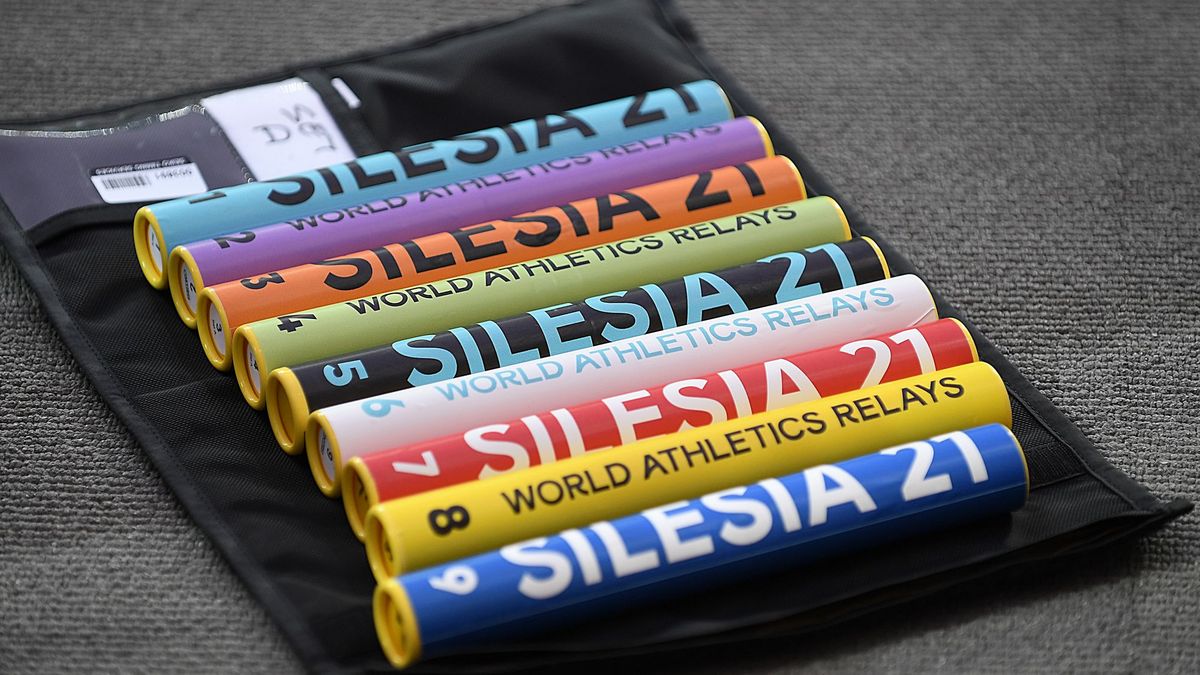 SET
D
1 SILESIA 21
2 WORLD ATHLETICS RELAYS
3 SILESIA 21
4 WORLD ATHLETICS RELAYS
5 SILESIA 21
6 WORLD ATHLETICS RELAYS
7 SILESIA 21
8 WORLD ATHLETICS RELAYS
9 SILESIA 21